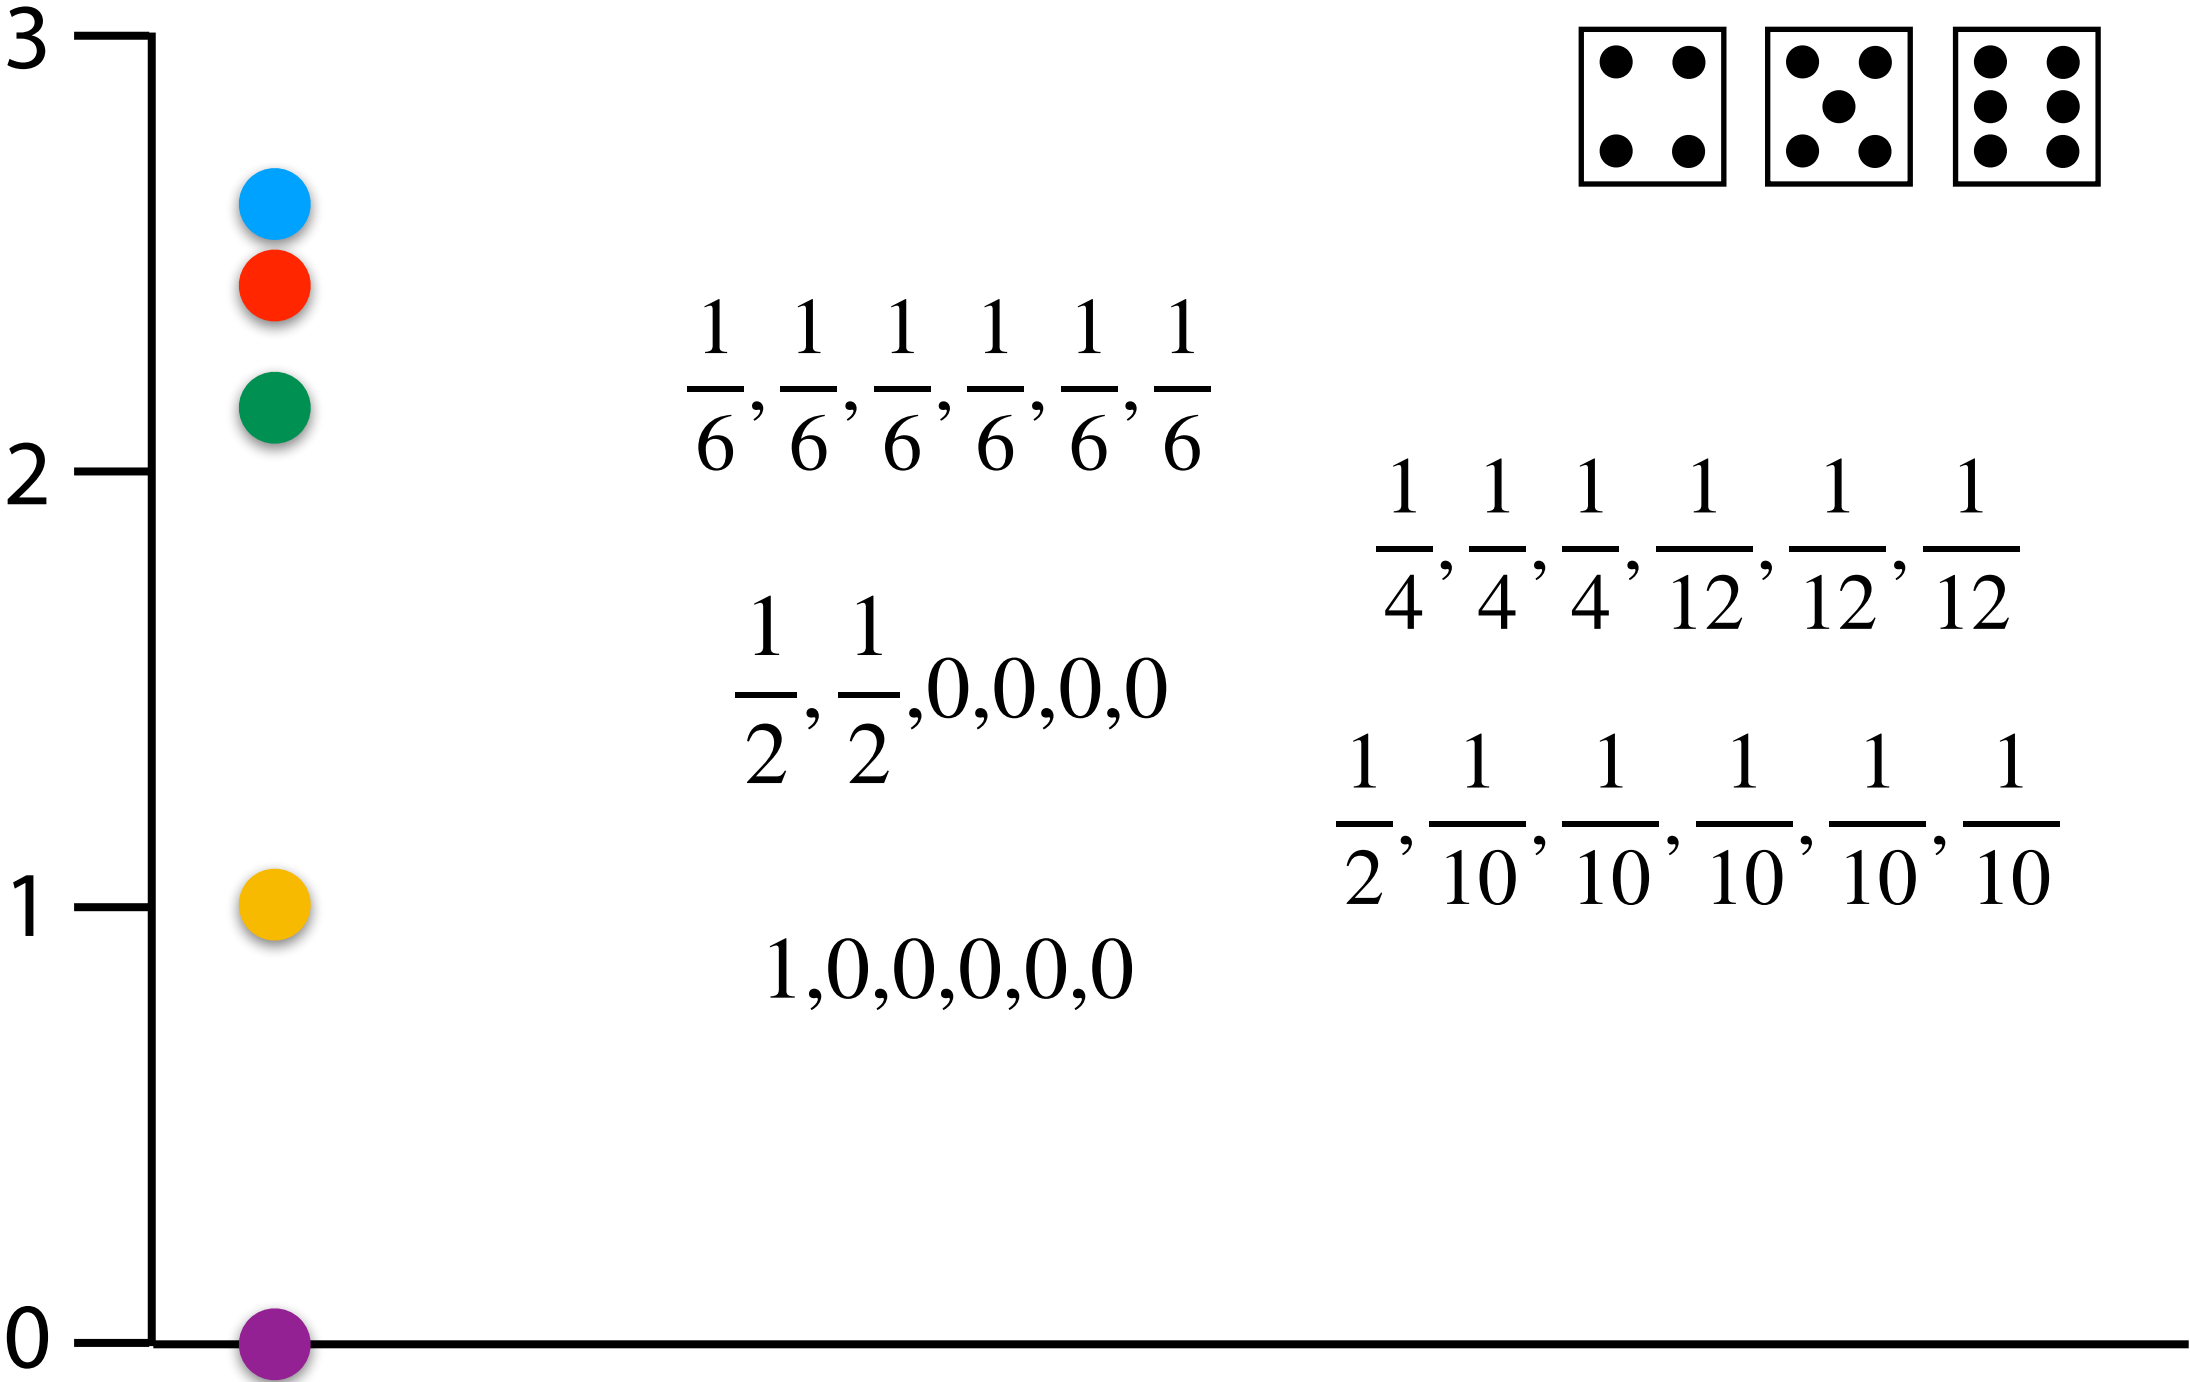 3
2
1
0
1/6, 1/6, 1/6, 1/6, 1/6, 1/6
1/2, 1/2, 0, 0, 0, 0
1,0,0,0,0,0
1/4, 1/4, 1/4, 1/12, 1/12, 1/12
1/2, 1/10, 1/10, 1/10, 1/10, 1/10